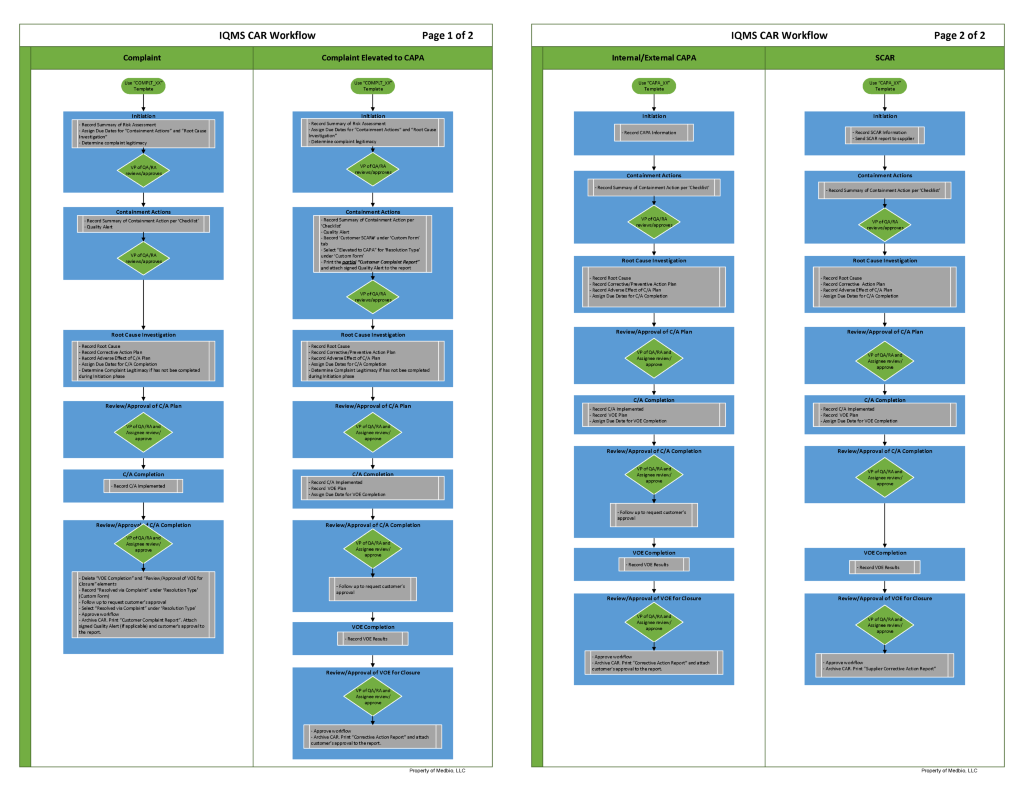 IQMS CAR Workflow
Page 1 of 2
Complaint
Use "COMPLT_XX"
Template
Initiation
- Record Summary of Risk Assessment
- Assign Due Dates for "Containment Actions" and "Root Cause
Investigation"
- Determine complaint legitimacy
VP of QA/RA
reviews/approves
Containment Actions
- Record Summary of Containment Action per 'Checklist'
- Quality Alert
VP of QA/RA
reviews/approves
Root Cause Investigation
- Record Root Cause
- Record Corrective Action Plan
- Record Adverse Effect of C/A Plan
- Assign Due Dates for C/A Completion
- Determine Complaint Legitimacy if has not bee completed
during Initiation phase
Review/Approval of C/A Plan
VP of QA/RA and
Assignee review/
approve
C/A Completion
- Record C/A Implemented
Review/Approval of C/A Completion
VP of QA/RA and
Assignee review/
approve
- Delete "VOE Completion" and "Review/Approval of VOE for
Closure" elements
- Record "Resolved via Complaint" under 'Resolution Type'
(Custom Form)
- Follow up to request customer's approval
- Select "Resolved via Complaint" under 'Resolution Type'
- Approve workflow
- Archive CAR. Print "Customer Complaint Report". Attach
signed Quality Alert (if applicable) and customer's approval to
the report.
Complaint Elevated to CAPA
Use "COMPLT_XX"
Template
Initiation
- Record Summary of Risk Assessment
- Assign Due Dates for "Containment Actions" and "Root Cause
Investigation"
- Determine complaint legitimacy
VP of QA/RA
reviews/approves
Containment Actions
- Record Summary of Containment Action per
'Checklist'
- Quality Alert
- Record 'Customer SCAR#' under 'Custom Form'
tab
- Select "Elevated to CAPA" for 'Resolution Type'
under 'Custom Form'
- Print the partial "Customer Complaint Report"
and attach signed Quality Alert to the report
VP of QA/RA
reviews/approves
Root Cause Investigation
- Record Root Cause
- Record Corrective/Preventive Action Plan
- Record Adverse Effect of C/A Plan
- Assign Due Dates for C/A Completion
- Determine Complaint Legitimacy if has not bee completed
during Initiation phase
Review/Approval of C/A Plan
VP of QA/RA and
Assignee review/
approve
C/A Completion
- Record C/A Implemented
- Record VOE Plan
- Assign Due Date for VOE Completion
Review/Approval of C/A Completion
VP of QA/RA and
Assignee review/
approve
- Follow up to request customer's
approval
VOE Completion
- Record VOE Results
Review/Approval of VOE for Closure
VP of QA/RA and
Assignee review/
approve
- Approve workflow
- Archive CAR. Print "Corrective Action Report" and attach
customer's approval to the report.
Property of Medbio, LLC
IQMS CAR Workflow
Page 2 of 2
Internal/External CAPA
Use "CAPA_XX"
Template
Initiation
- Record CAPA Information
Containment Actions
- Record Summary of Containment Action per 'Checklist'
VP of QA/RA
reviews/approves
Root Cause Investigation
- Record Root Cause
- Record Corrective/Preventive Action Plan
- Record Adverse Effect of C/A Plan
- Assign Due Dates for C/A Completion
Review/Approval of C/A Plan
VP of QA/RA and
Assignee review/
approve
C/A Completion
- Record C/A Implemented
- Record VOE Plan
- Assign Due Date for VOE Completion
Review/Approval of C/A Completion
VP of QA/RA and
Assignee review/
approve
- Follow up to request customer's
approval
VOE Completion
- Record VOE Results
Review/Approval of VOE for Closure
VP of QA/RA and
Assignee review/
approve
- Approve workflow
- Archive CAR. Print "Corrective Action Report" and attach
customer's approval to the report.
SCAR
Use "CAPA_XX"
Template
Initiation
- Record SCAR Information
- Send SCAR report to supplier
Containment Actions
- Record Summary of Containment Action per 'Checklist'
VP of QA/RA
reviews/approves
Root Cause Investigation
- Record Root Cause
- Record Corrective Action Plan
- Record Adverse Effect of C/A Plan
- Assign Due Dates for C/A Completion
Review/Approval of C/A Plan
VP of QA/RA and
Assignee review/
approve
C/A Completion
- Record C/A Implemented
- Record VOE Plan
- Assign Due Date for VOE Completion
Review/Approval of C/A Completion
VP of QA/RA and
Assignee review/
approve
VOE Completion
- Record VOE Results
Review/Approval of VOE for Closure
VP of QA/RA and
Assignee review/
approve
- Approve workflow
- Archive CAR. Print "Supplier Corrective Action Report"
Property of Medbio, LLC